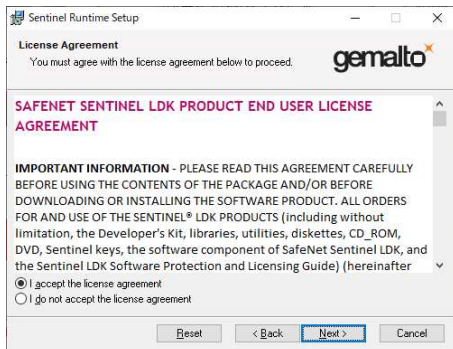 Sentinel Runtime Setup
License Agreement
You must agree with the license agreement below to proceed.
gemalto
SAFENET SENTINEL LDK PRODUCT END USER LICENSE
AGREEMENT
IMPORTANT INFORMATION - PLEASE READ THIS AGREEMENT CAREFULLY
BEFORE USING THE CONTENTS OF THE PACKAGE AND/OR BEFORE
DOWNLOADING OR INSTALLING THE SOFTWARE PRODUCT. ALL ORDERS
FOR AND USE OF THE SENTINEL® LDK PRODUCTS (including without
limitation, the Developer's Kit, libraries, utilities, diskettes, CD_ROM,
DVD, Sentinel keys, the software component of SafeNet Sentinel LDK, and
the Sentinel LDK Software Protection and Licensing Guide) (hereinafter
I accept the license agreement
I do not accept the license agreement
Reset
< Back
Next >
Cancel